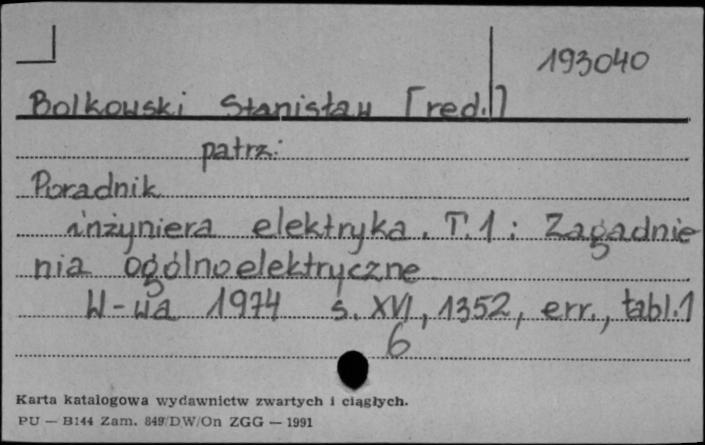 193040
Bolkowski Stanisław [red.]
patrz:
Poradnik
inżyniera elektryka. T.1: Zagadnie
nia ogólnoelektryczne
W-wa 1974 s. XVI, 1352, err., tabl.1
6
Karta katalogowa wydawnictw zwartych i ciągłych.
PU — B144 Zam. 849/DW/On ZGG — 1991